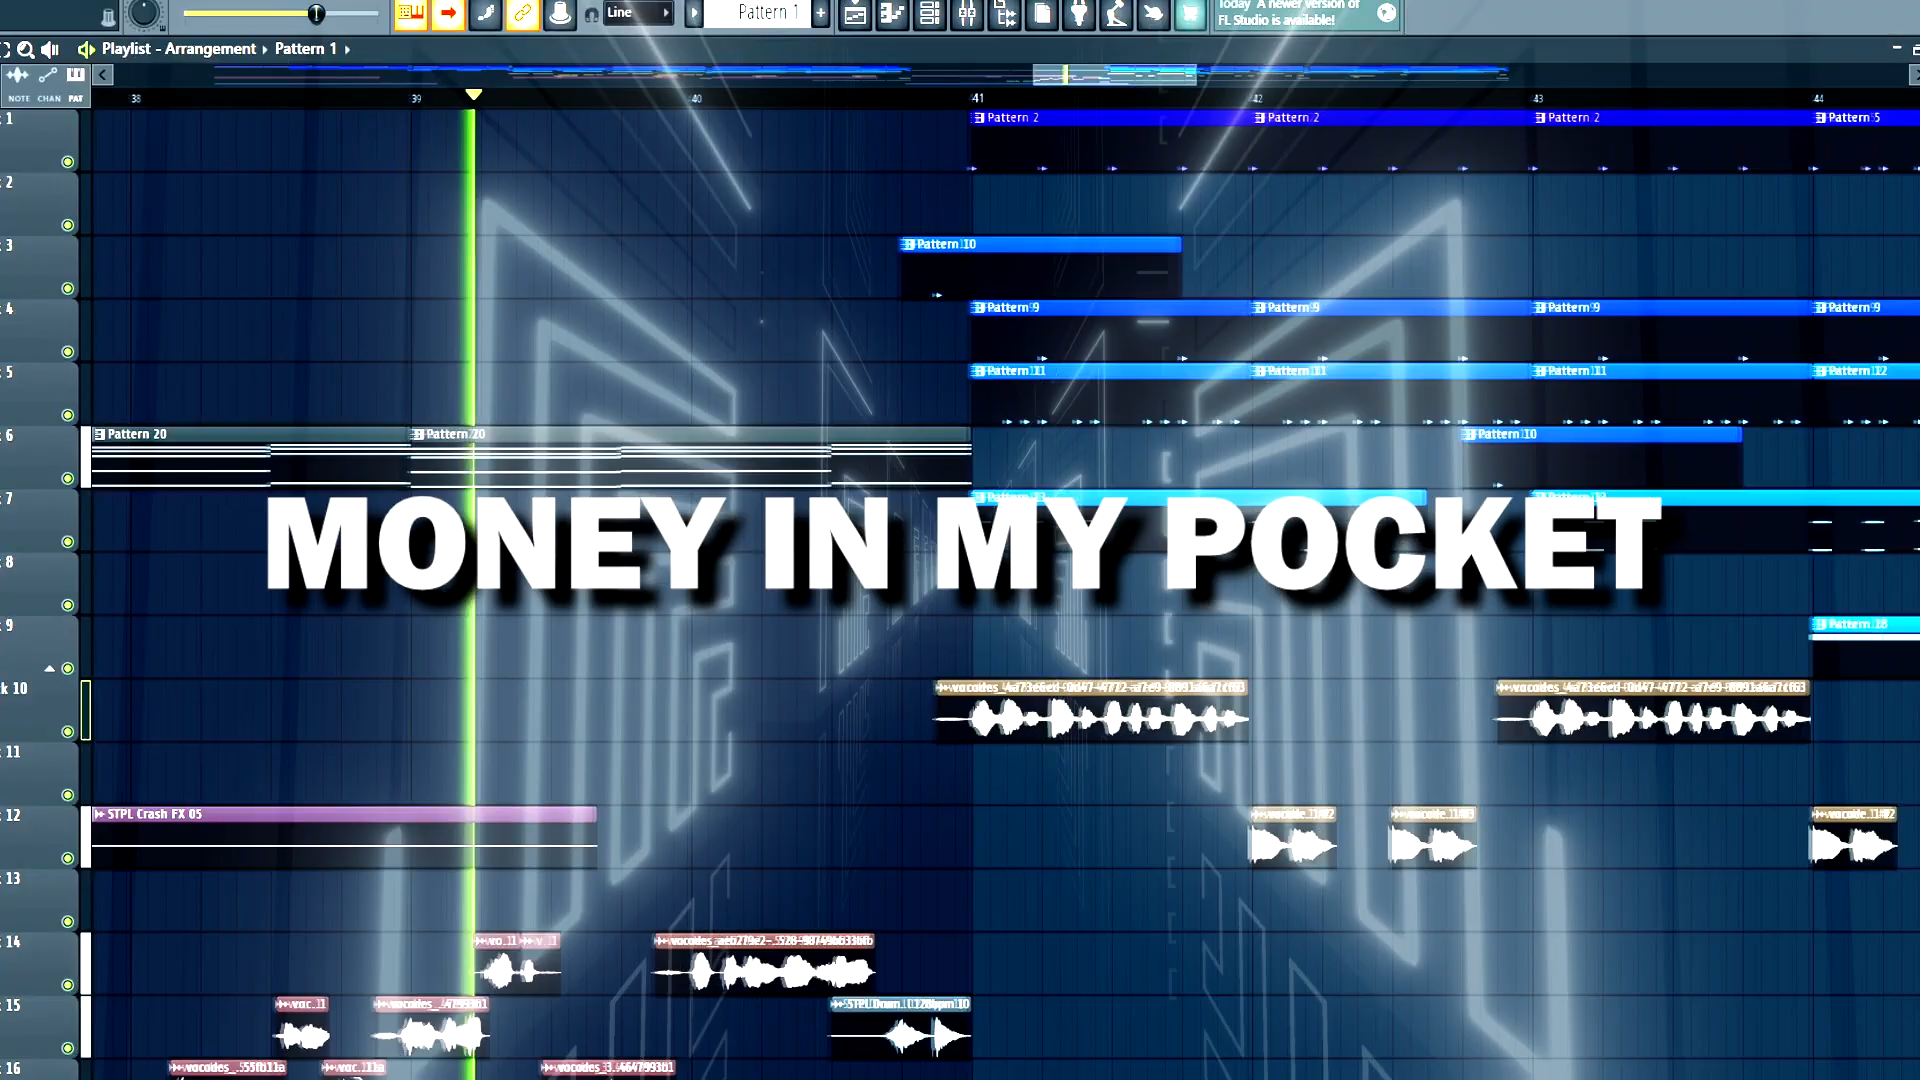 Line
Pattern 1
Today A newer version of
FL Studio is available!
Playlist - Arrangement › Pattern 1 ›
NOTE CHAN PAT
38 39 40 41 42 43 44
1
Pattern 2
Pattern 2
Pattern 2
Pattern 5
2
3
Pattern 10
4
Pattern 9
Pattern 9
Pattern 9
Pattern 9
5
Pattern 11
Pattern 11
Pattern 11
Pattern 12
6
Pattern 20
Pattern 20
Pattern 10
7
MONEY IN MY POCKET
8
9
Pattern 18
k 10
11
12
STPL Crash FX 05
13
14
15
16